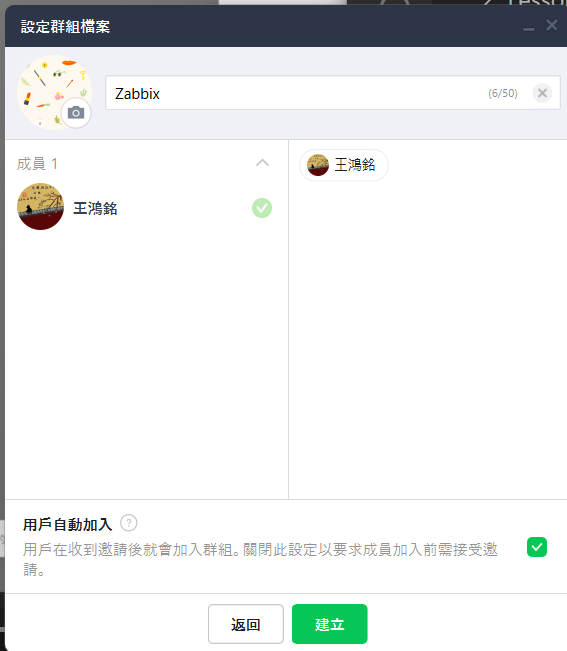 Lesso
設定群組檔案
Zabbix
(6/50)
成員 1
王鴻銘
王鴻銘
用戶自動加入 ?
用戶在收到邀請後就會加入群組。關閉此設定以要求成員加入前需接受邀
請。
返回
建立